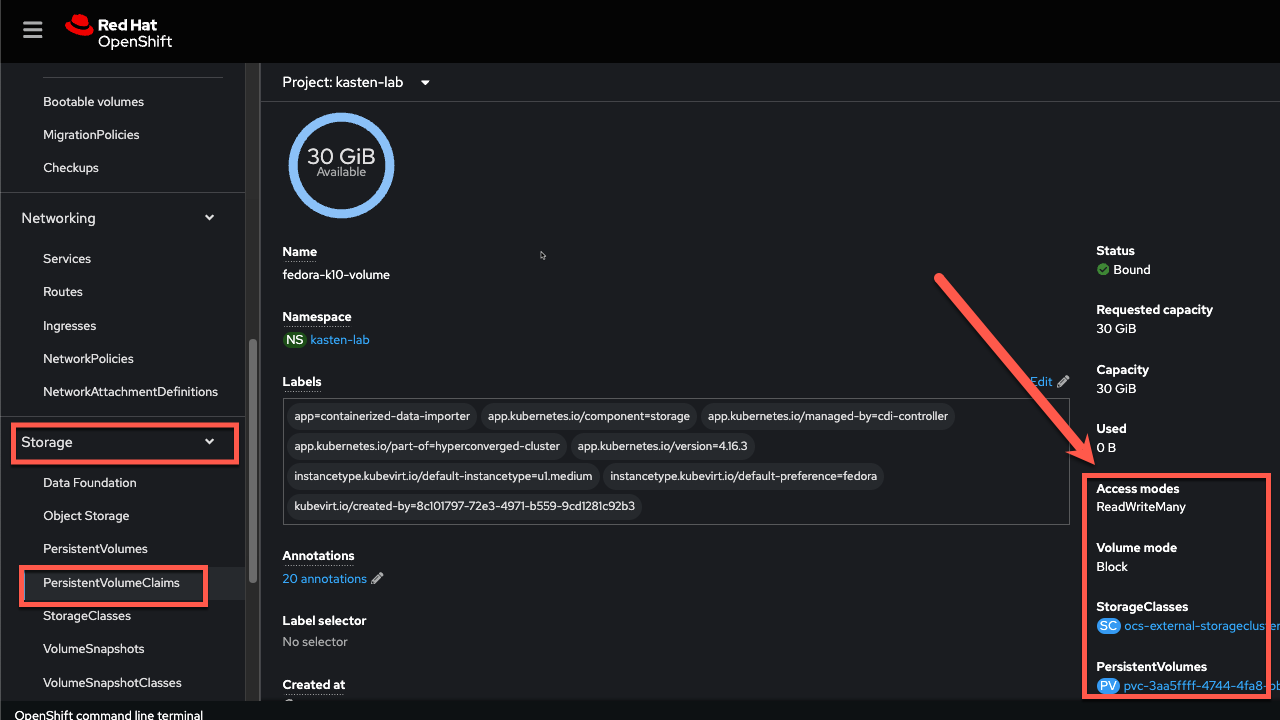 Red Hat
OpenShift
Bootable volumes
MigrationPolicies
Checkups
Networking
Services
Routes
Ingresses
NetworkPolicies
NetworkAttachmentDefinitions
Storage
Data Foundation
Object Storage
PersistentVolumes
PersistentVolumeClaims
StorageClasses
VolumeSnapshots
VolumeSnapshotClasses
Project: kasten-lab
30 GiB
Available
Name
fedora-k10-volume
Namespace
NS kasten-lab
Labels
Edit
app=containerized-data-importer app.kubernetes.io/component=storage app.kubernetes.io/managed-by=cdi-controller
app.kubernetes.io/part-of=hyperconverged-cluster app.kubernetes.io/version=4.16.3
instancetype.kubevirt.io/default-instancetype=u1.medium instancetype.kubevirt.io/default-preference=fedora
kubevirt.io/created-by=8c101797-72e3-4971-b559-9cd1281c92b3
Annotations
20 annotations
Label selector
No selector
Created at
Status
Bound
Requested capacity
30 GiB
Capacity
30 GiB
Used
0 B
Access modes
ReadWriteMany
Volume mode
Block
StorageClasses
SC ocs-external-storagecluster
PersistentVolumes
PV pvc-3aa5ffff-4744-4fa8-
OpenShift command line terminal